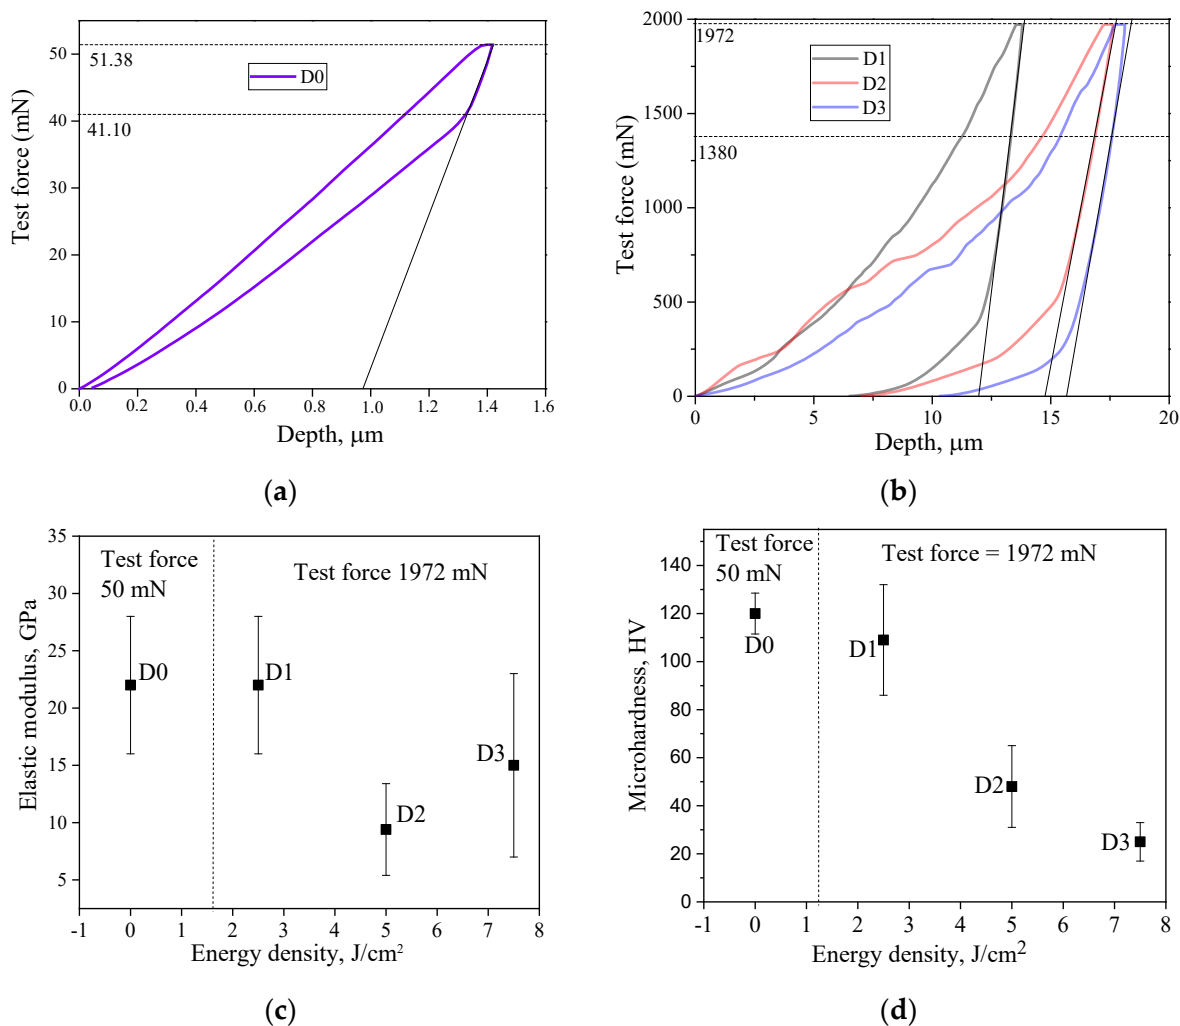 51.38
41.10
D0
50
40
30
20
10
0
0.0 0.2 0.4 0.6 0.8 1.0 1.2 1.4 1.6
Test force (mN)
Depth, μm
(a)
2000
1500
1000
500
0
1972
1380
D1
D2
D3
0 5 10 15 20
Test force (mN)
Depth, μm
(b)
35
30
25
20
15
10
5
Test force
50 mN
Test force 1972 mN
D0
D1
D2
D3
-1 0 1 2 3 4 5 6 7 8
Elastic modulus, GPa
Energy density, J/cm²
(c)
140
120
100
80
60
40
20
0
Test force
50 mN
Test force = 1972 mN
D0
D1
D2
D3
-1 0 1 2 3 4 5 6 7 8
Microhardness, HV
Energy density, J/cm²
(d)